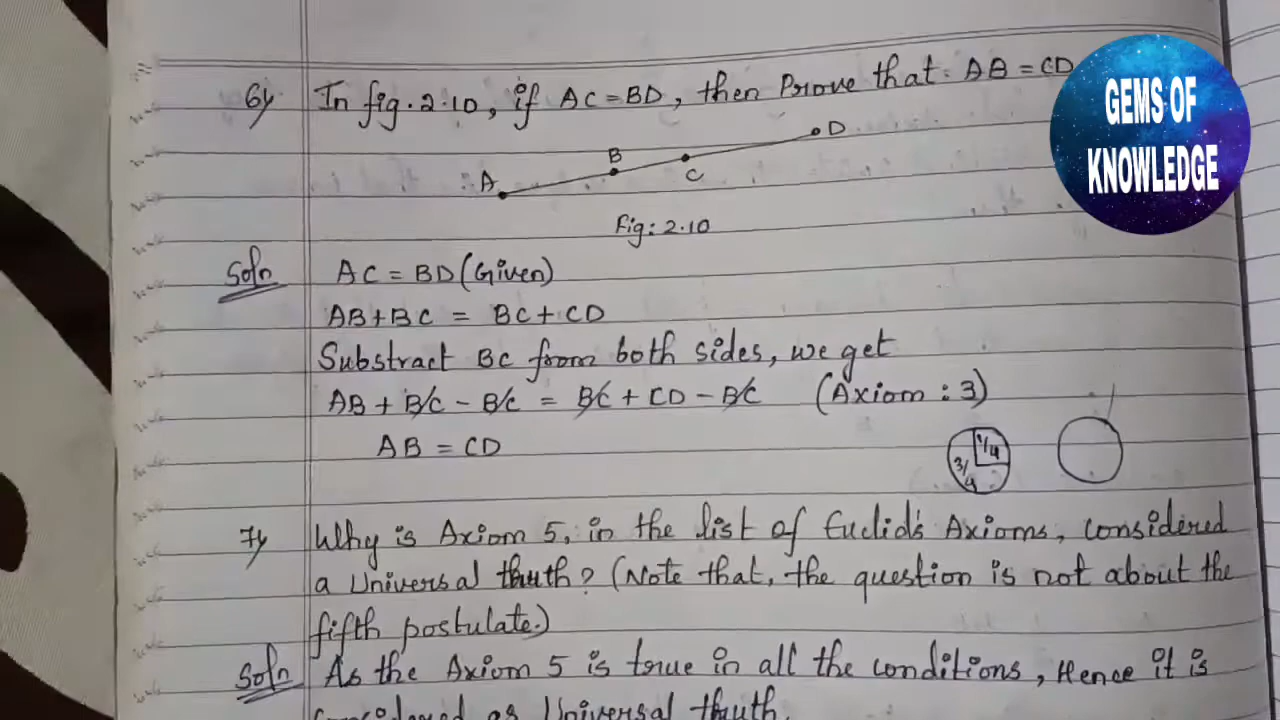 6) In fig. 2.10, if AC = BD, then Prove that. AB = CD
GEMS OF
KNOWLEDGE
D
B
A
C
Fig: 2.10
Soln AC = BD (Given)
AB + BC = BC + CD
Substract BC from both sides, we get
AB + BC - BC = BC + CD - BC (Axiom : 3)
AB = CD
1/4
3/4
7) Why is Axiom 5, in the list of Euclid's Axioms, considered
a Universal truth? (Note that, the question is not about the
fifth postulate.)
Soln As the Axiom 5 is true in all the conditions, Hence it is
as Universal truth.